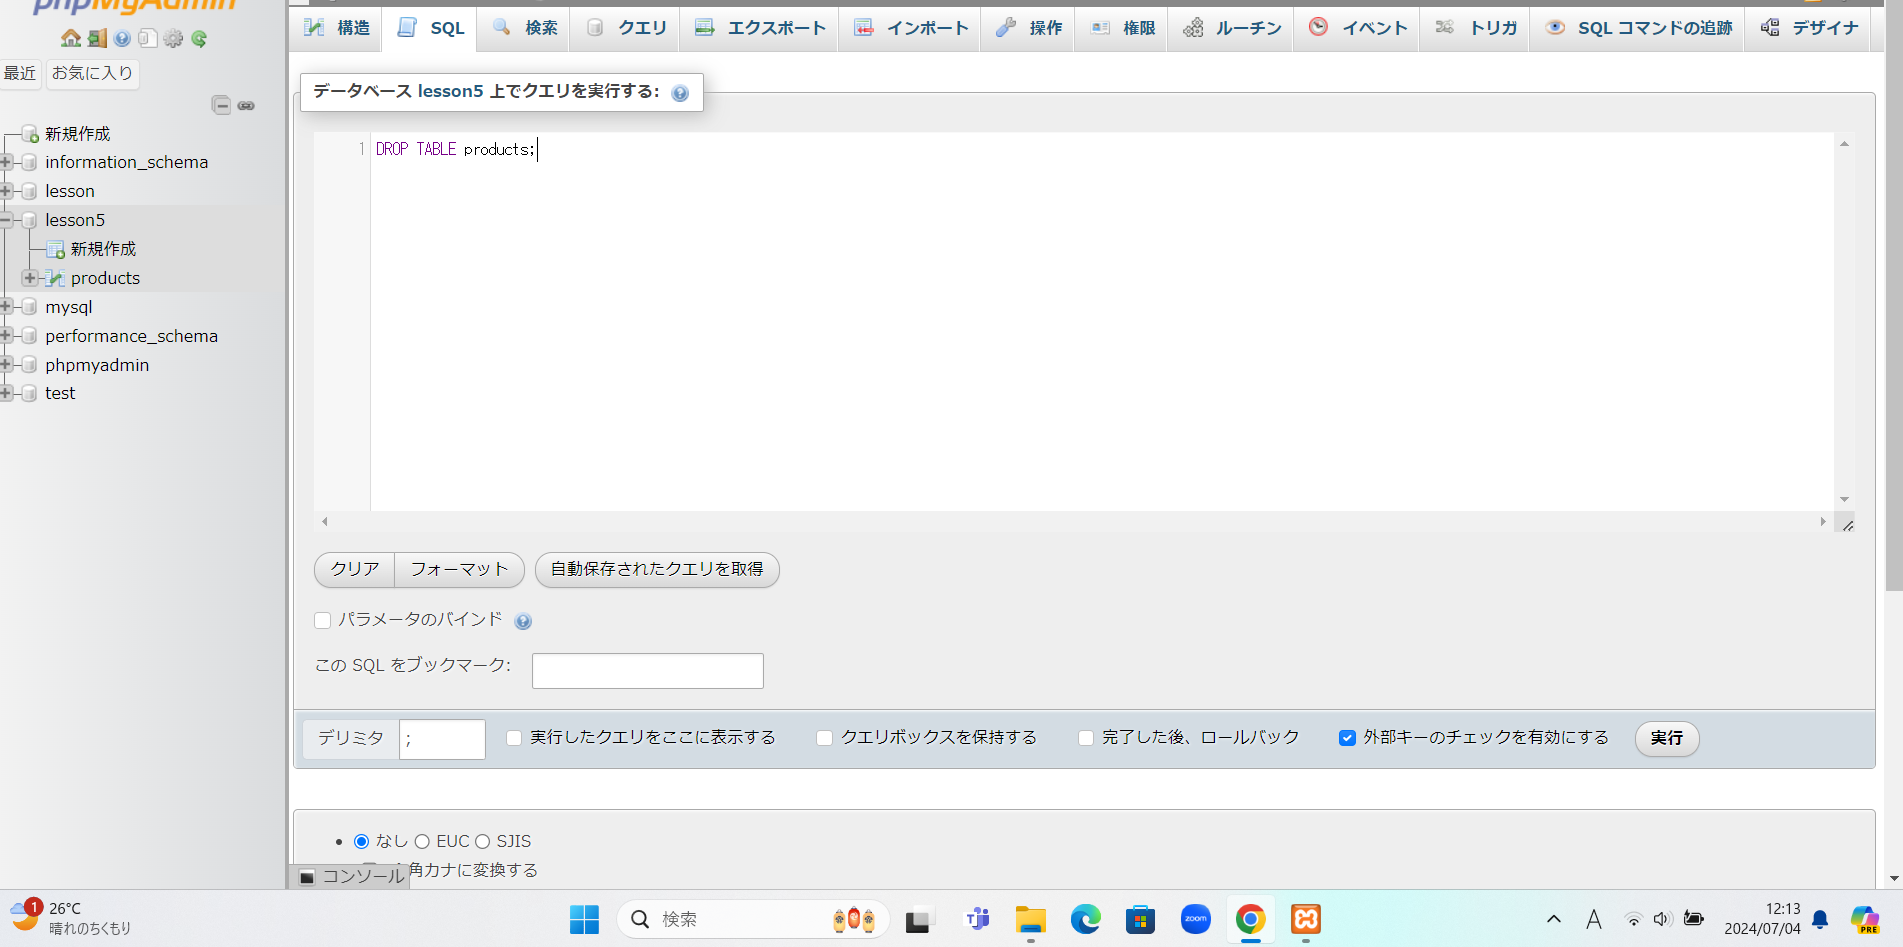 phpMyAdmin
最近 お気に入り
新規作成
information_schema
lesson
lesson5
新規作成
products
mysql
performance_schema
phpmyadmin
test
構造 SQL 検索 クエリ エクスポート インポート 操作 権限 ルーチン イベント トリガ SQL コマンドの追跡 デザイナ
データベース lesson5 上でクエリを実行する:
1 DROP TABLE products;
クリア フォーマット 自動保存されたクエリを取得
パラメータのバインド
この SQL をブックマーク:
デリミタ ; 実行したクエリをここに表示する クエリボックスを保持する 完了した後、ロールバック 外部キーのチェックを有効にする 実行
なし EUC SJIS
角カナに変換する
コンソール
1 26°C
晴れのちくもり
検索
zoom
A
12:13
2024/07/04
PRE